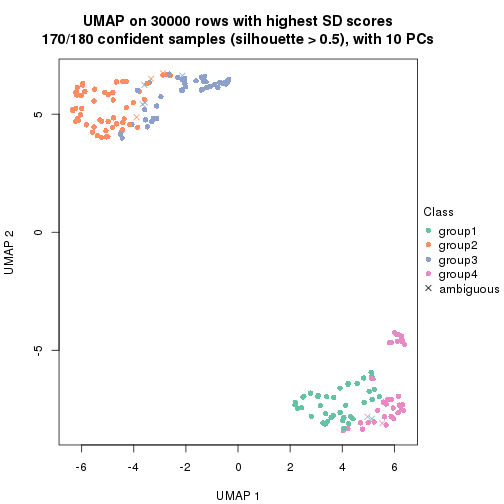 UMAP on 30000 rows with highest SD scores
170/180 confident samples (silhouette > 0.5), with 10 PCs
5
0
-5
UMAP 2
-6
-4
-2
0
2
4
6
UMAP 1
Class
group1
group2
group3
group4
ambiguous